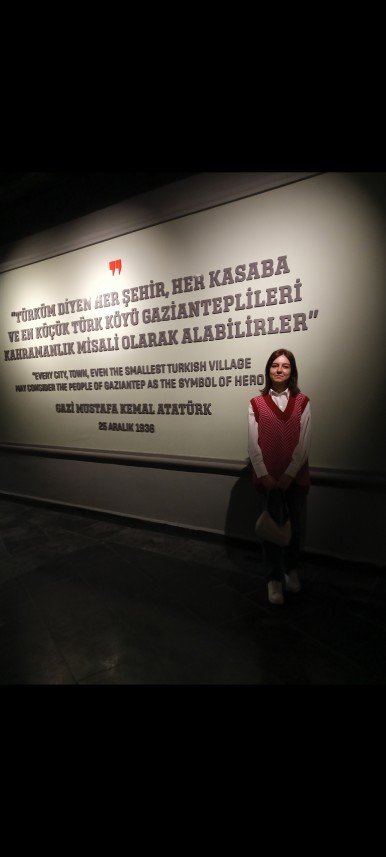 "TÜRKÜM DİYEN HER ŞEHİR, HER KASABA
VE EN KÜÇÜK TÜRK KÖYÜ GAZİANTEPLİLERİ
KAHRAMANLIK MİSALİ OLARAK ALABİLİRLER"
"EVERY CITY, TOWN, EVEN THE SMALLEST TURKISH VILLAGE
MAY CONSIDER THE PEOPLE OF GAZIANTEP AS THE SYMBOL OF
GAZİ MUSTAFA KEMAL ATATÜRK
25 ARALIK 1936